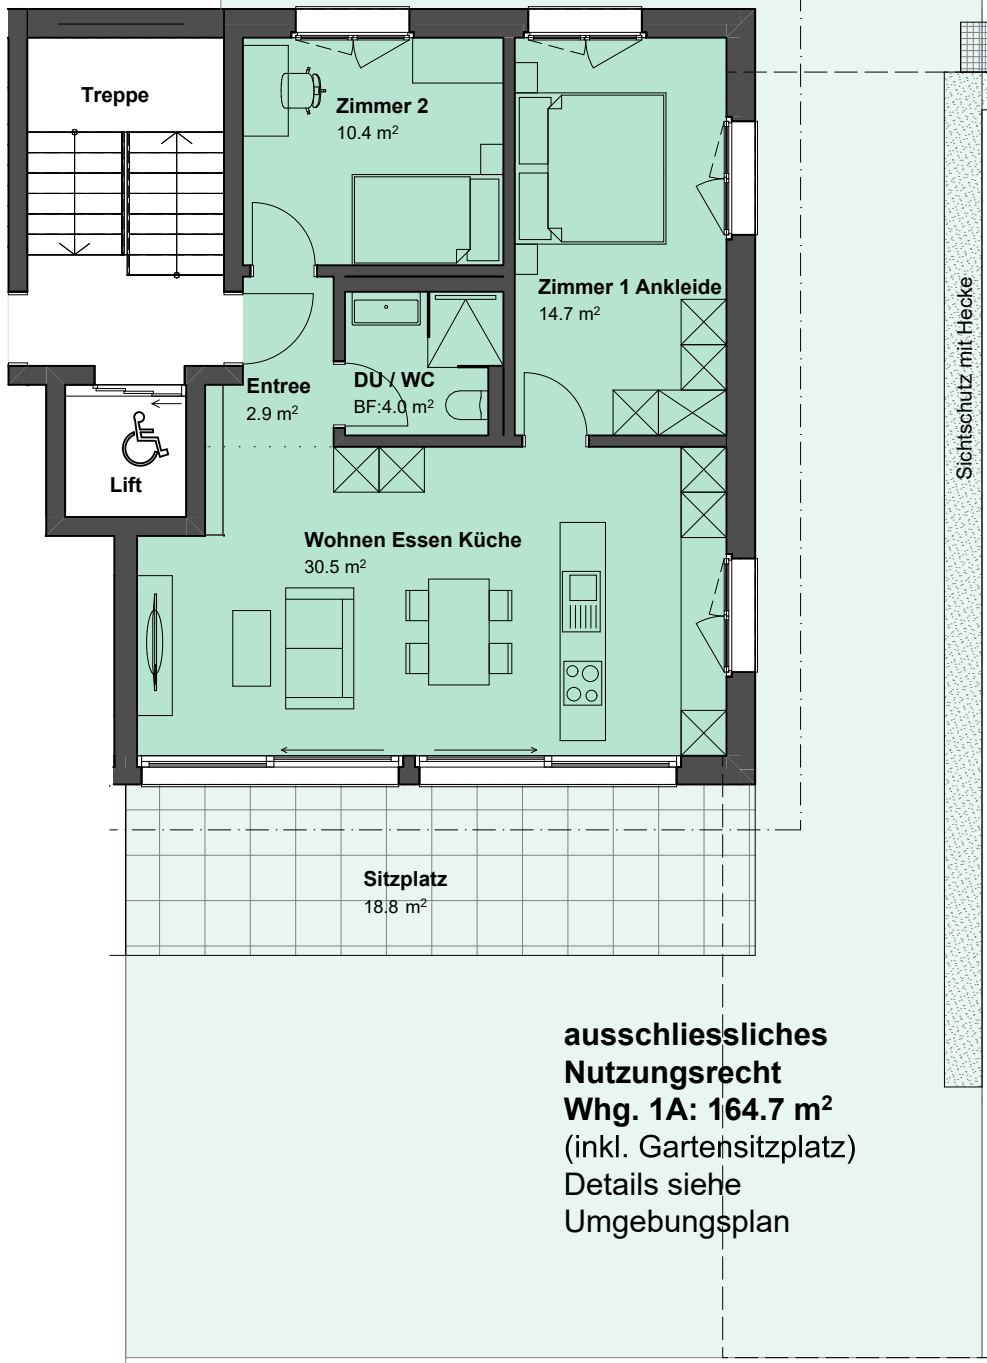 Treppe
Zimmer 2
10.4 m²
Zimmer 1 Ankleide
14.7 m²
Entree
2.9 m²
DU / WC
BF:4.0 m²
Lift
Wohnen Essen Küche
30.5 m²
Sichtschutz mit Hecke
Sitzplatz
18.8 m²
ausschliessliches
Nutzungsrecht
Whg. 1A: 164.7 m²
(inkl. Gartensitzplatz)
Details siehe
Umgebungsplan